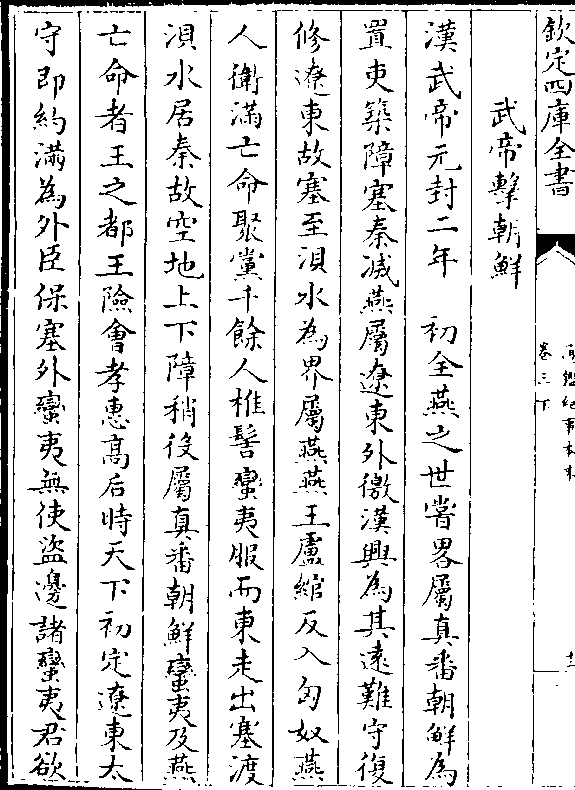 欽定四庫全書
武帝擊朝鮮
漢武帝元封二年 初全燕之世嘗畧屬真番朝鮮為
置吏築障塞秦滅燕屬遼東外徼漢興為其遠難守復
修遼東故塞至浿水為界屬燕燕王盧綰反入匈奴燕
人衛滿亡命聚黨千餘人椎髻蠻夷服而東走出塞渡
浿水居秦故空地上下障稍役屬真番朝鮮蠻夷及燕
亡命者王之都王險會孝惠高后時天下初定遼東太
守即約滿為外臣保塞外蠻夷無使盜邊諸蠻夷君欲
鑑紀事本末
卷三下